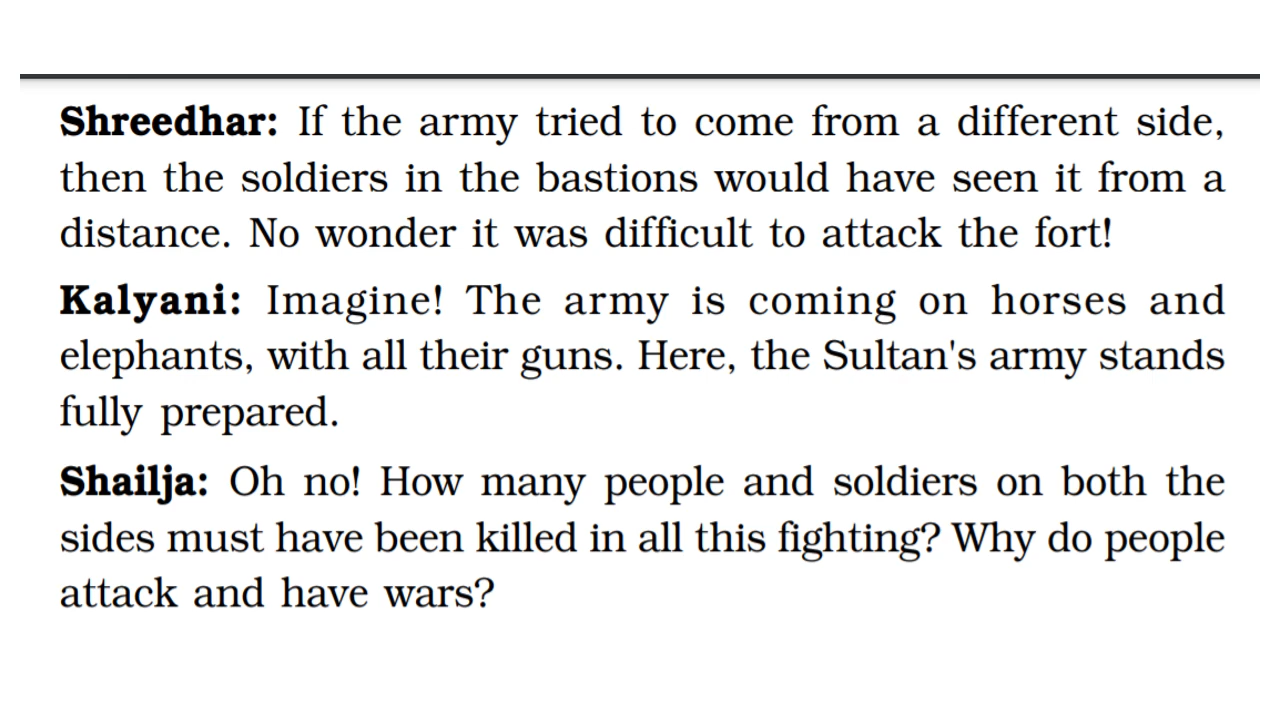 Shreedhar: If the army tried to come from a different side,
then the soldiers in the bastions would have seen it from a
distance. No wonder it was difficult to attack the fort!
Kalyani: Imagine! The army is coming on horses and
elephants, with all their guns. Here, the Sultan's army stands
fully prepared.
Shailja: Oh no! How many people and soldiers on both the
sides must have been killed in all this fighting? Why do people
attack and have wars?